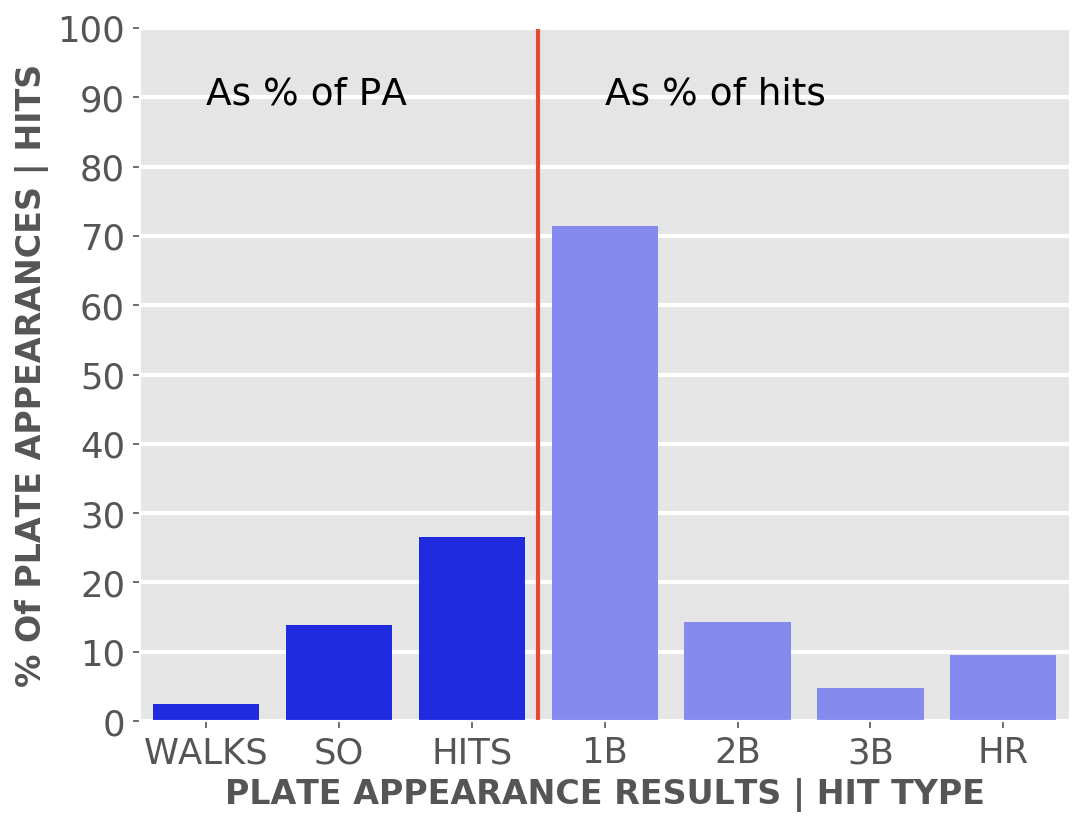 % Of PLATE APPEARANCES | HITS
100
90
80
70
60
50
40
30
20
10
0
As % of PA
As % of hits
WALKS SO HITS 1B 2B 3B HR
PLATE APPEARANCE RESULTS | HIT TYPE